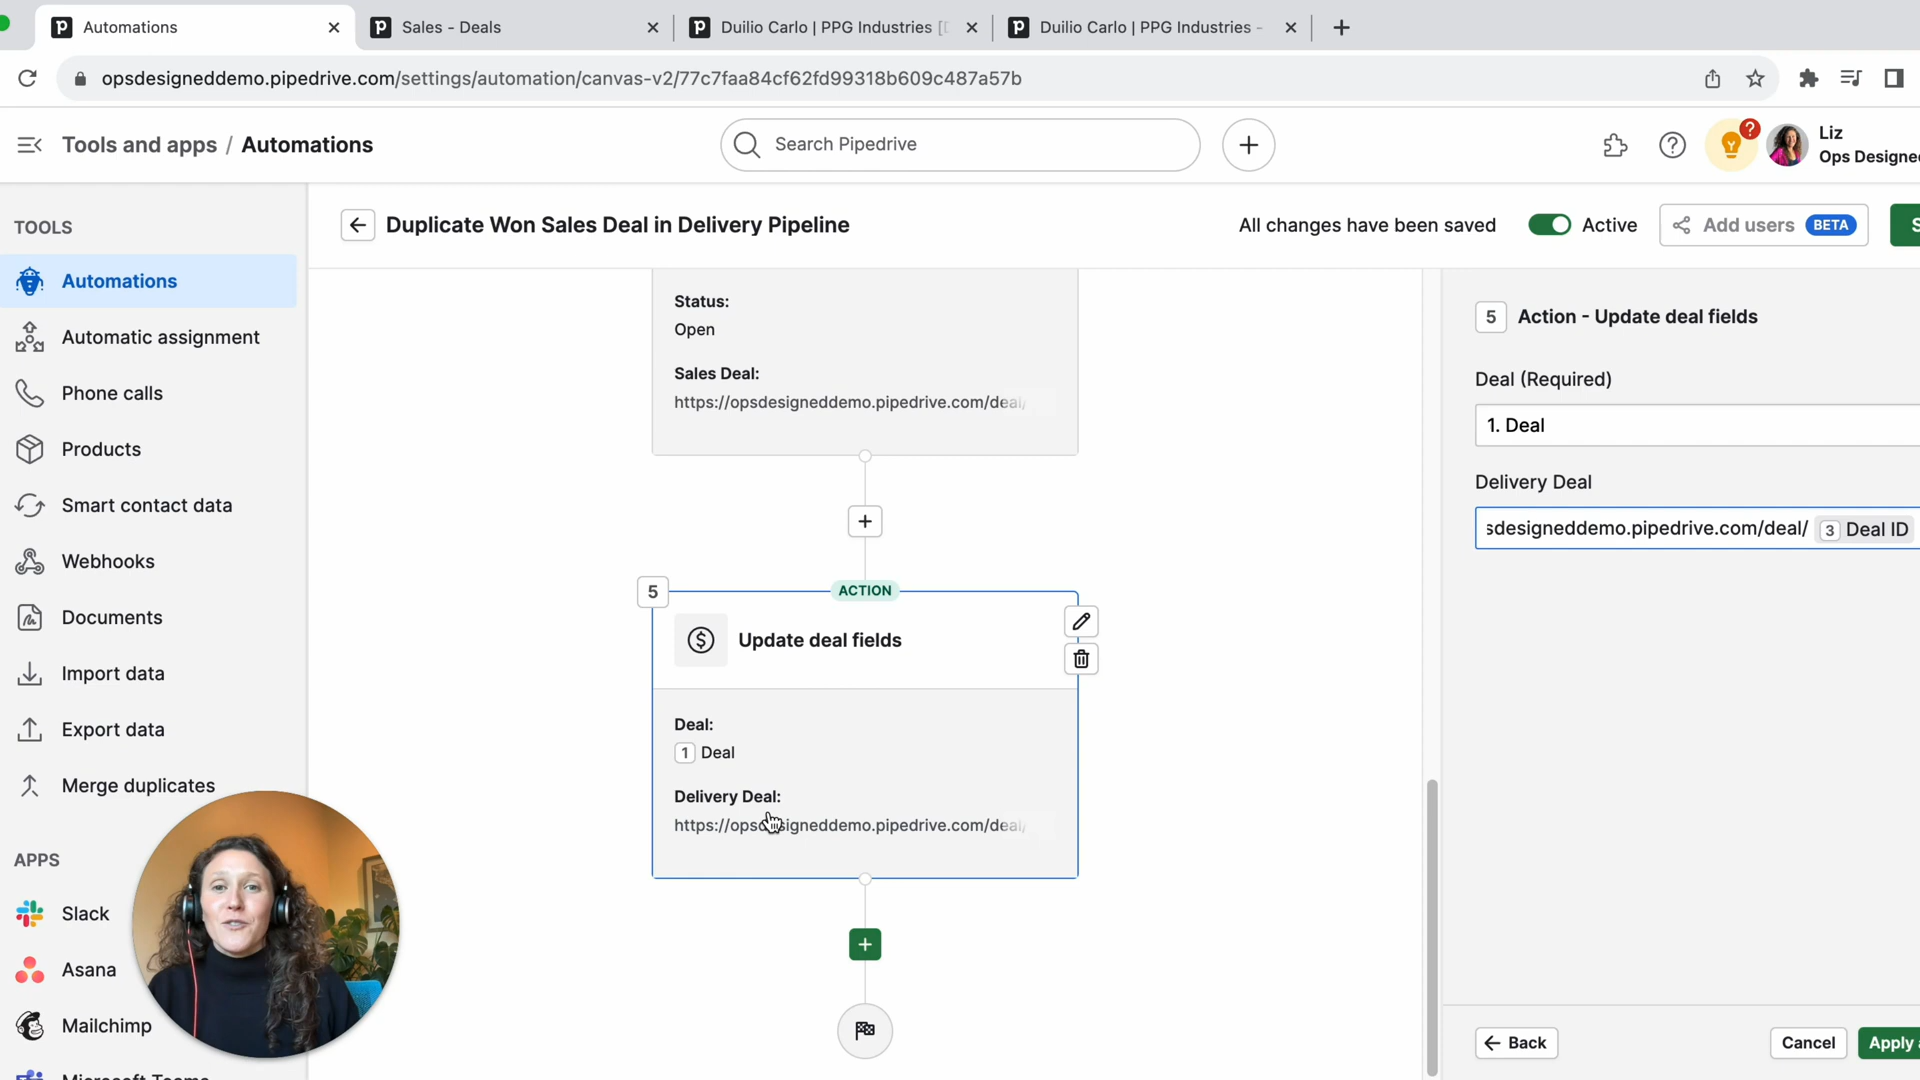 Automations
Sales - Deals
Duilio Carlo | PPG Industries [
Duilio Carlo | PPG Industries -
opsdesigneddemo.pipedrive.com/settings/automation/canvas-v2/77c7faa84cf62fd99318b609c487a57b
Tools and apps / Automations
Search Pipedrive
?
Liz
Ops Designe
TOOLS
Automations
Automatic assignment
Phone calls
Products
Smart contact data
Webhooks
Documents
Import data
Export data
Merge duplicates
APPS
Slack
Asana
Mailchimp
Duplicate Won Sales Deal in Delivery Pipeline
All changes have been saved
Active
Add users BETA
S
Status:
Open
Sales Deal:
https://opsdesigneddemo.pipedrive.com/deal/
5
ACTION
Update deal fields
Deal:
1 Deal
Delivery Deal:
https://opsdesigneddemo.pipedrive.com/deal/
5 Action - Update deal fields
Deal (Required)
1. Deal
Delivery Deal
sdesigneddemo.pipedrive.com/deal/ 3 Deal ID
Back
Cancel
Apply a